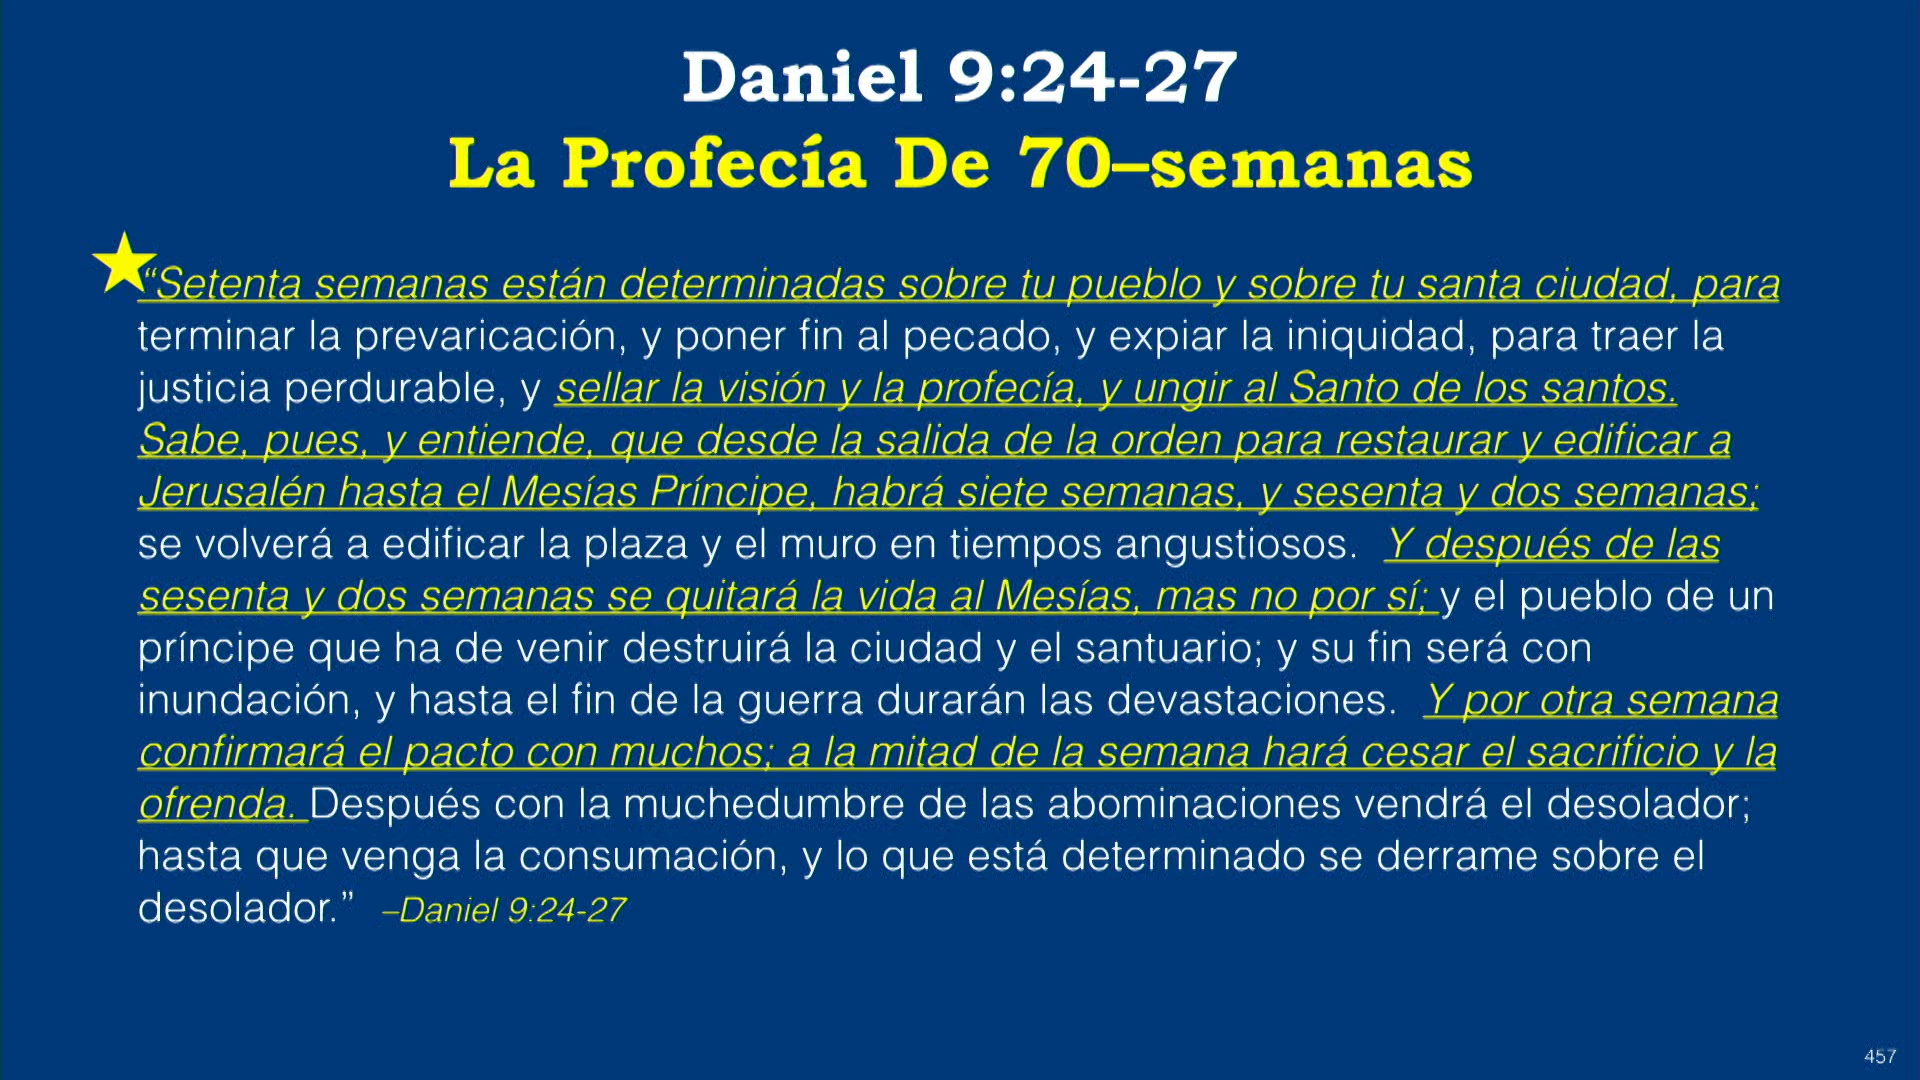 Daniel 9:24-27
La Profecía De 70–semanas
“Setenta semanas están determinadas sobre tu pueblo y sobre tu santa ciudad, para
terminar la prevaricación, y poner fin al pecado, y expiar la iniquidad, para traer la
justicia perdurable, y sellar la visión y la profecía, y ungir al Santo de los santos.
Sabe, pues, y entiende, que desde la salida de la orden para restaurar y edificar a
Jerusalén hasta el Mesías Príncipe, habrá siete semanas, y sesenta y dos semanas;
se volverá a edificar la plaza y el muro en tiempos angustiosos. Y después de las
sesenta y dos semanas se quitará la vida al Mesías, mas no por sí; y el pueblo de un
príncipe que ha de venir destruirá la ciudad y el santuario; y su fin será con
inundación, y hasta el fin de la guerra durarán las devastaciones. Y por otra semana
confirmará el pacto con muchos; a la mitad de la semana hará cesar el sacrificio y la
ofrenda. Después con la muchedumbre de las abominaciones vendrá el desolador;
hasta que venga la consumación, y lo que está determinado se derrame sobre el
desolador.” –Daniel 9:24-27
457